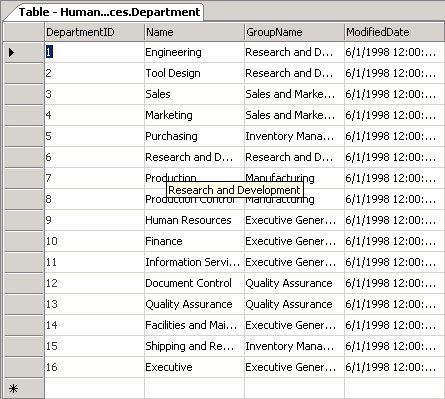 Table - Human...ces.Department
DepartmentID Name GroupName ModifiedDate
1 Engineering Research and D... 6/1/1998 12:00:...
2 Tool Design Research and D... 6/1/1998 12:00:...
3 Sales Sales and Marke... 6/1/1998 12:00:...
4 Marketing Sales and Marke... 6/1/1998 12:00:...
5 Purchasing Inventory Mana... 6/1/1998 12:00:...
6 Research and D... Research and D... 6/1/1998 12:00:...
7 Production Manufacturing 6/1/1998 12:00:...
Research and Development
8 Production Control Manufacturing 6/1/1998 12:00:...
9 Human Resources Executive Gener... 6/1/1998 12:00:...
10 Finance Executive Gener... 6/1/1998 12:00:...
11 Information Servi... Executive Gener... 6/1/1998 12:00:...
12 Document Control Quality Assurance 6/1/1998 12:00:...
13 Quality Assurance Quality Assurance 6/1/1998 12:00:...
14 Facilities and Mai... Executive Gener... 6/1/1998 12:00:...
15 Shipping and Re... Inventory Mana... 6/1/1998 12:00:...
16 Executive Executive Gener... 6/1/1998 12:00:...